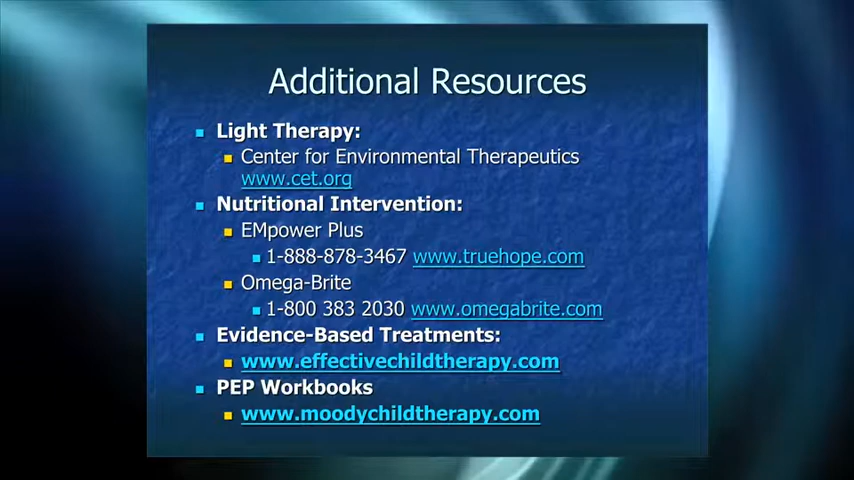 Additional Resources
Light Therapy:
Center for Environmental Therapeutics
www.cet.org
Nutritional Intervention:
EMpower Plus
1-888-878-3467 www.truehope.com
Omega-Brite
1-800 383 2030 www.omegabrite.com
Evidence-Based Treatments:
www.effectivechildtherapy.com
PEP Workbooks
www.moodychildtherapy.com